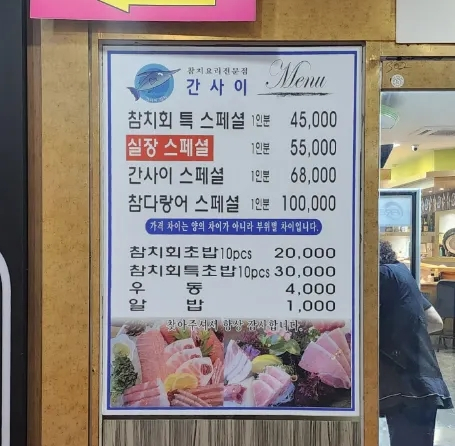 참치요리전문점
간사이 Menu
참치회 특 스페셜 1인분 45,000
실장 스페셜 1인분 55,000
간사이 스페셜 1인분 68,000
참다랑어 스페셜 1인분 100,000
가격 차이는 양의 차이가 아니라 부위별 차이입니다.
참치회초밥10pcs 20,000
참치회특초밥10pcs 30,000
우 동 4,000
알 밥 1,000
찾아주셔서 항상 감사합니다.